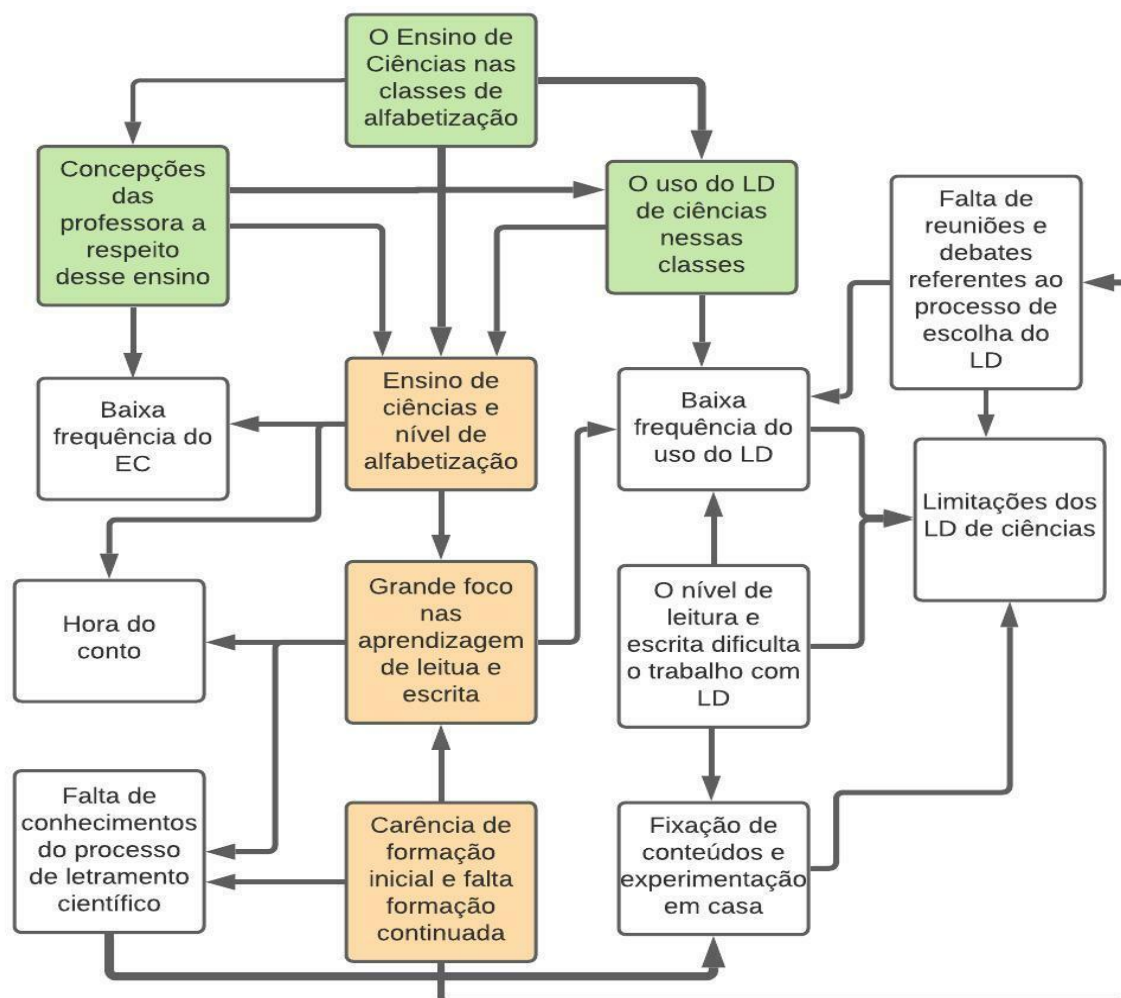 O Ensino de
Ciências nas
classes de
alfabetização
Concepções
das
professora a
respeito
desse ensino
O uso do LD
de ciências
nessas
classes
Falta de
reuniões e
debates
referentes ao
processo de
escolha do
LD
Baixa
frequência do
EC
Ensino de
ciências e
nível de
alfabetização
Baixa
frequência do
uso do LD
Limitações dos
LD de ciências
Hora do
conto
Grande foco
nas
aprendizagem
de leitua e
escrita
O nível de
leitura e
escrita dificulta
o trabalho com
LD
Falta de
conhecimentos
do processo
de letramento
científico
Carência de
formação
inicial e falta
formação
continuada
Fixação de
conteúdos e
experimentação
em casa